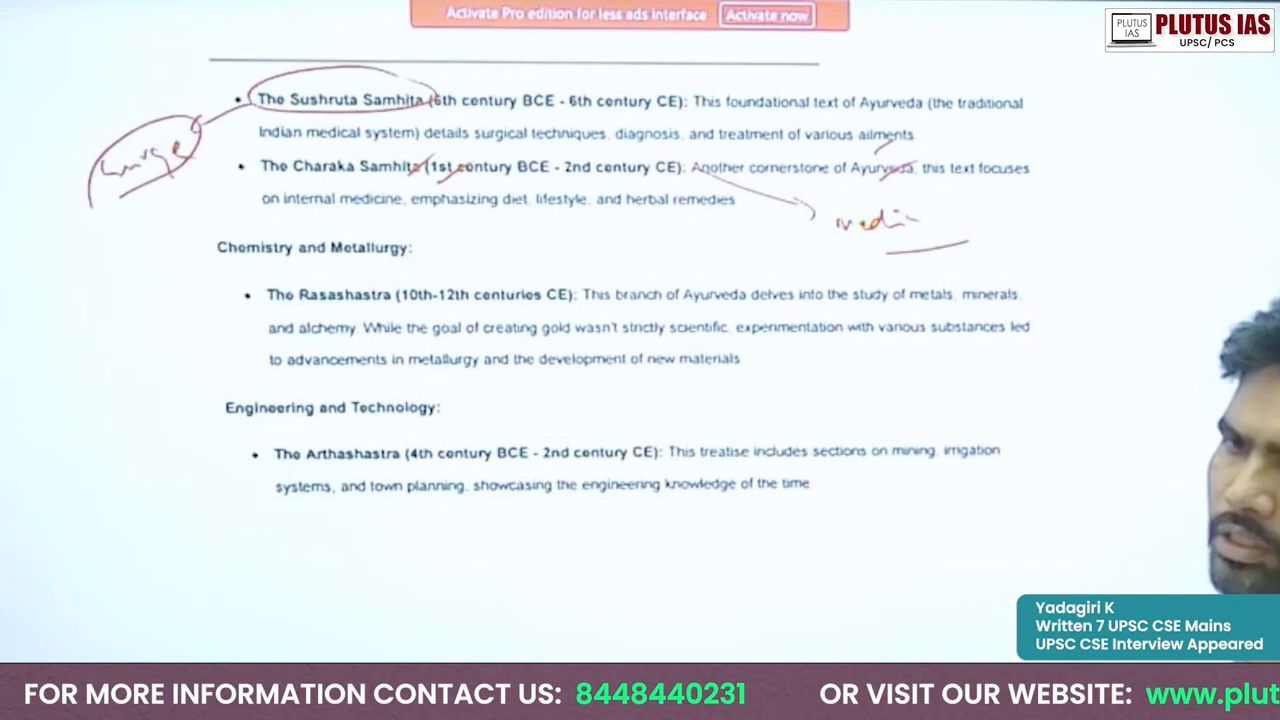 Activate Pro edition for less ads interface Activate now
PLUTUS IAS
PLUTUS IAS
UPSC/ PCS
• The Sushruta Samhita (6th century BCE - 6th century CE): This foundational text of Ayurveda (the traditional
Indian medical system) details surgical techniques, diagnosis, and treatment of various ailments.
• The Charaka Samhita (1st century BCE - 2nd century CE): Another cornerstone of Ayurveda, this text focuses
on internal medicine, emphasizing diet, lifestyle, and herbal remedies
Chemistry and Metallurgy:
• The Rasashastra (10th-12th centuries CE): This branch of Ayurveda delves into the study of metals, minerals,
and alchemy. While the goal of creating gold wasn't strictly scientific, experimentation with various substances led
to advancements in metallurgy and the development of new materials
Engineering and Technology:
• The Arthashastra (4th century BCE - 2nd century CE): This treatise includes sections on mining, irrigation
systems, and town planning, showcasing the engineering knowledge of the time
Yadagiri K
Written 7 UPSC CSE Mains
UPSC CSE Interview Appeared
FOR MORE INFORMATION CONTACT US: 8448440231 OR VISIT OUR WEBSITE: www.plut